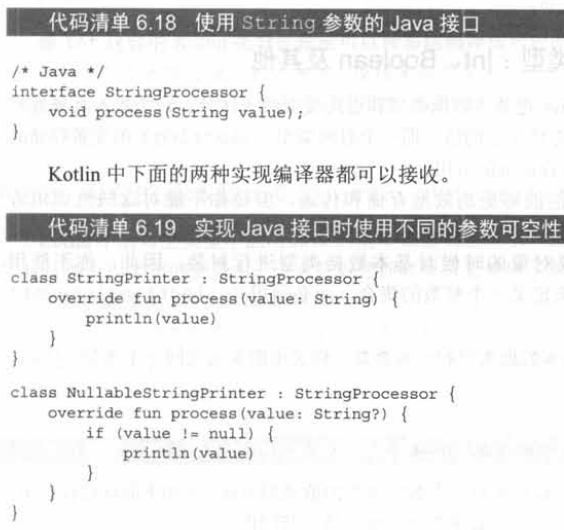 代码清单 6.18 使用 String 参数的 Java 接口
/* Java */
interface StringProcessor {
    void process(String value);
}
Kotlin 中下面的两种实现编译器都可以接收。
代码清单 6.19 实现 Java 接口时使用不同的参数可空性
class StringPrinter : StringProcessor {
    override fun process(value: String) {
        println(value)
    }
}
class NullableStringPrinter : StringProcessor {
    override fun process(value: String?) {
        if (value != null) {
            println(value)
        }
    }
}